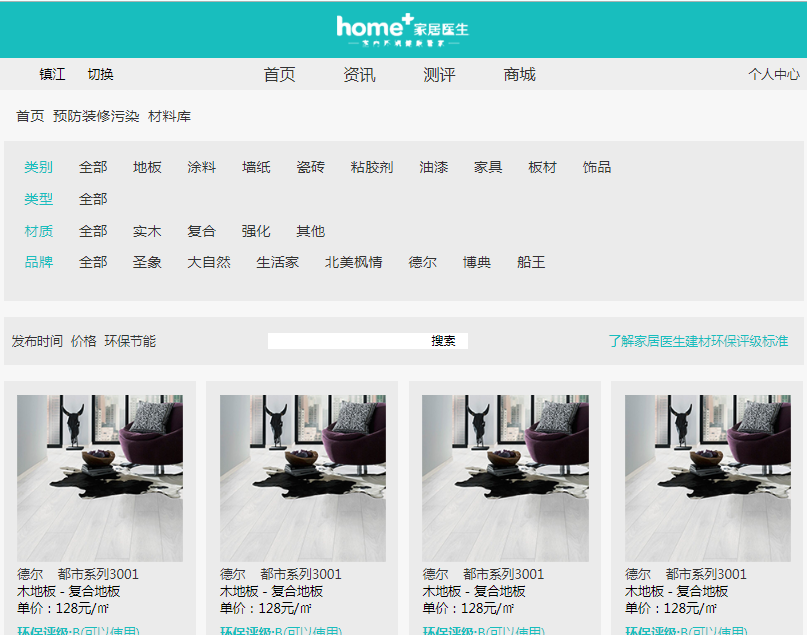 home+家居医生
镇江 切换 首页 资讯 测评 商城 个人中心
首页 预防装修污染 材料库
类别 全部 地板 涂料 墙纸 瓷砖 粘胶剂 油漆 家具 板材 饰品
类型 全部
材质 全部 实木 复合 强化 其他
品牌 全部 圣象 大自然 生活家 北美枫情 德尔 博典 船王
发布时间 价格 环保节能 搜索 了解家居医生建材环保评级标准
德尔 都市系列3001 德尔 都市系列3001 德尔 都市系列3001 德尔 都市系列3001
木地板 - 复合地板 木地板 - 复合地板 木地板 - 复合地板 木地板 - 复合地板
单价：128元/㎡ 单价：128元/㎡ 单价：128元/㎡ 单价：128元/㎡
环保评级:B(可以使用) 环保评级:B(可以使用) 环保评级:B(可以使用) 环保评级:B(可以使用)